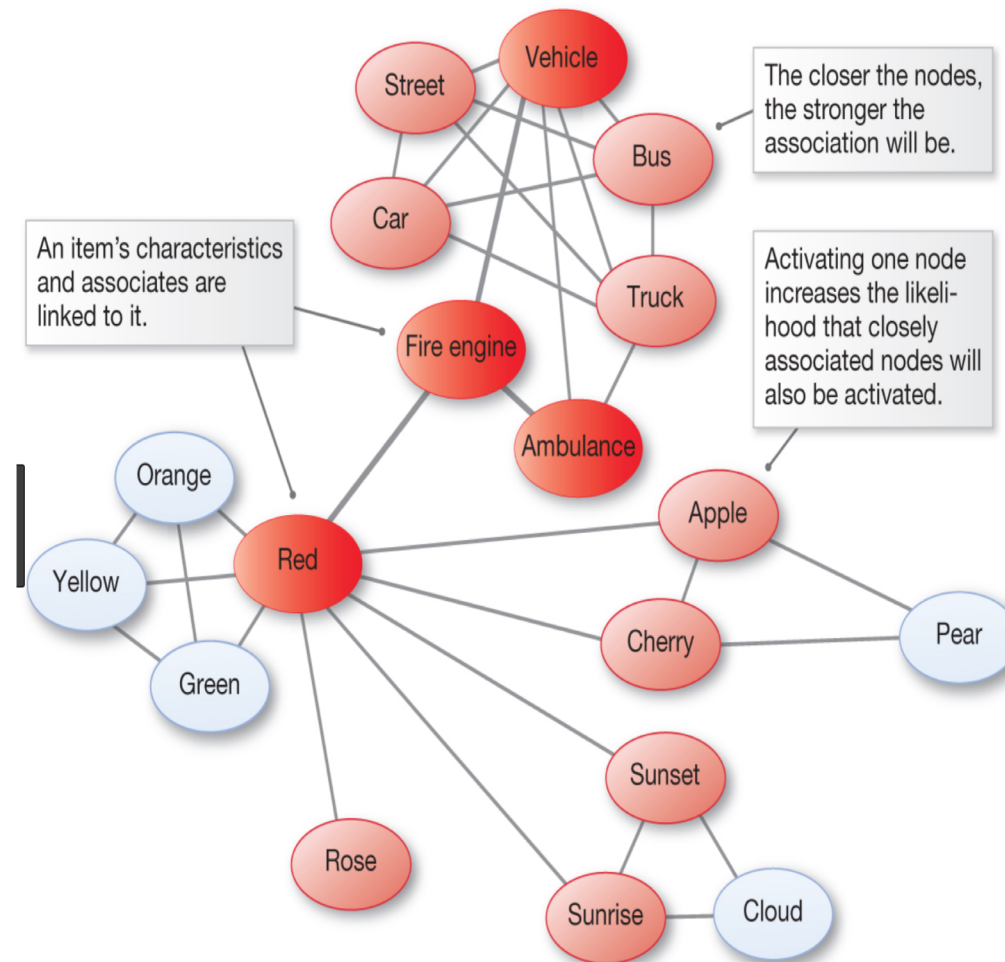 Vehicle
Street
The closer the nodes,
the stronger the
association will be.
Bus
Car
An item's characteristics
and associates are
linked to it.
Activating one node
increases the likeli-
hood that closely
associated nodes will
also be activated.
Truck
Fire engine
Ambulance
Orange
Apple
Red
Yellow
Cherry
Pear
Green
Sunset
Rose
Sunrise
Cloud